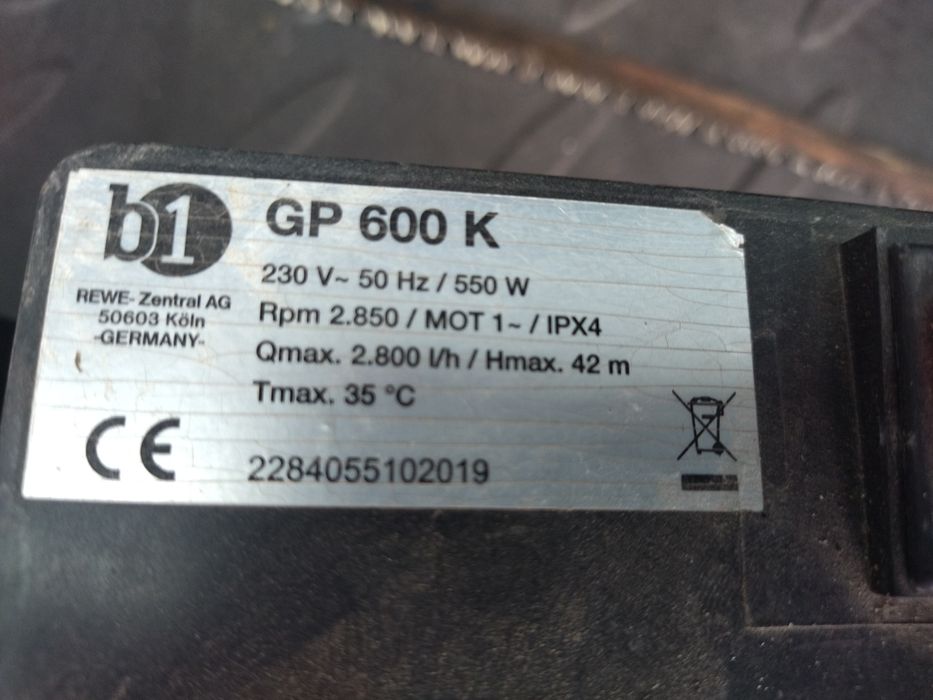 b1
GP 600 K
REWE-Zentral AG
50603 Köln
-GERMANY-
230 V~ 50 Hz / 550 W
Rpm 2.850 / MOT 1~ / IPX4
Qmax. 2.800 l/h / Hmax. 42 m
Tmax. 35 °C
CE
2284055102019